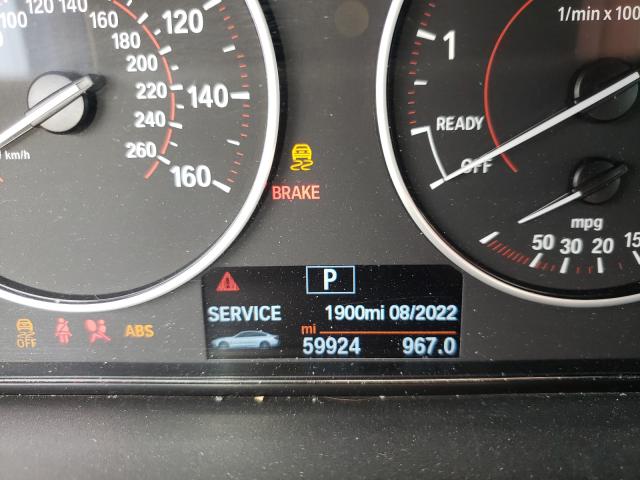 120 140
100 120
160
180
200
220
240
260
140
160
km/h
BRAKE
1/min x 100
1
READY
OFF
mpg
50 30 20 15
P
SERVICE 1900mi 08/2022
mi
59924 967.0
OFF
ABS